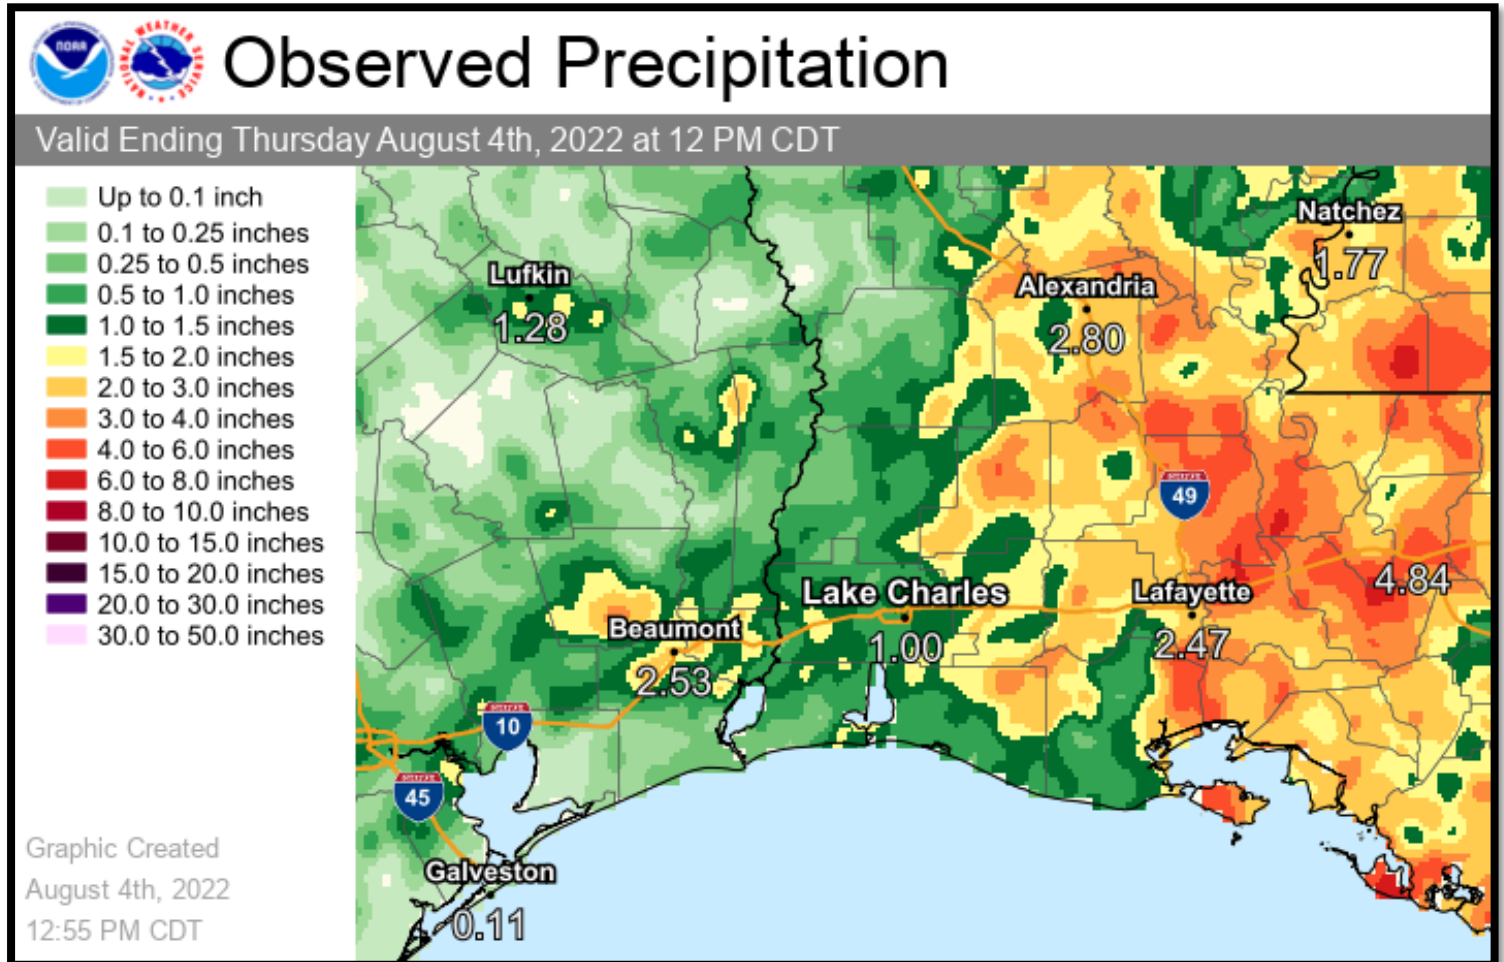 NOAA
NATIONAL WEATHER SERVICE
Observed Precipitation
Valid Ending Thursday August 4th, 2022 at 12 PM CDT
Up to 0.1 inch
0.1 to 0.25 inches
0.25 to 0.5 inches
0.5 to 1.0 inches
1.0 to 1.5 inches
1.5 to 2.0 inches
2.0 to 3.0 inches
3.0 to 4.0 inches
4.0 to 6.0 inches
6.0 to 8.0 inches
8.0 to 10.0 inches
10.0 to 15.0 inches
15.0 to 20.0 inches
20.0 to 30.0 inches
30.0 to 50.0 inches
Graphic Created
August 4th, 2022
12:55 PM CDT
Natchez
1.77
Lufkin
1.28
Alexandria
2.80
49
4.84
Lake Charles
1.00
Lafayette
2.47
Beaumont
2.53
10
45
Galveston
0.11